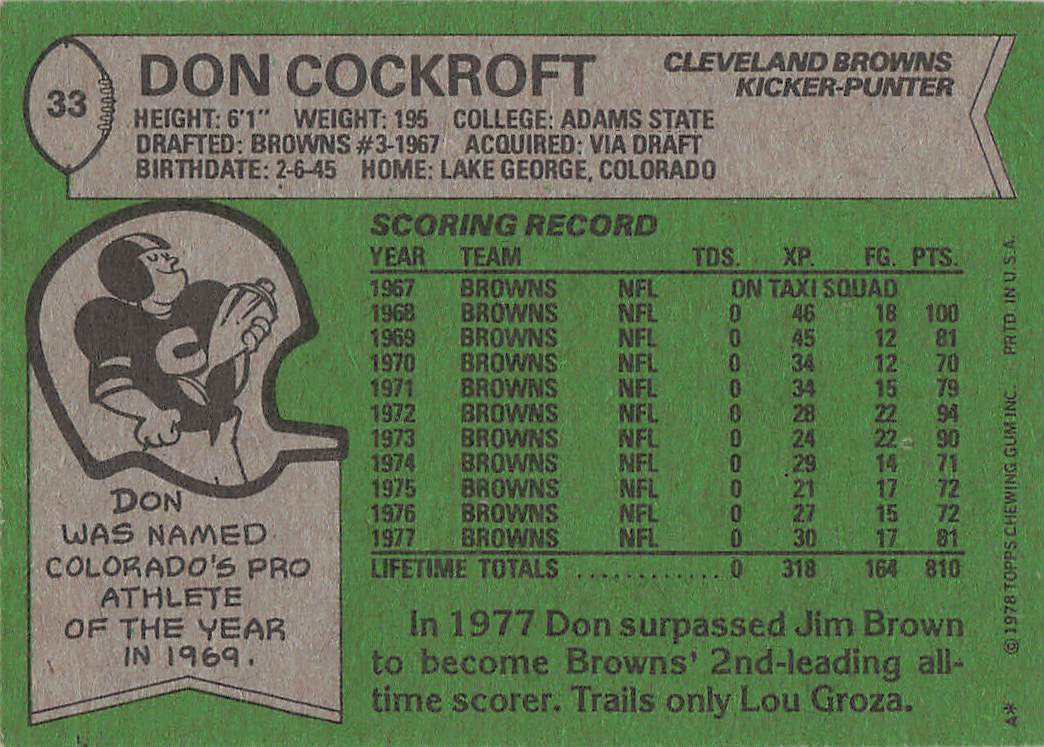 33
DON COCKROFT
CLEVELAND BROWNS
KICKER-PUNTER
HEIGHT: 6'1" WEIGHT: 195 COLLEGE: ADAMS STATE
DRAFTED: BROWNS #3-1967 ACQUIRED: VIA DRAFT
BIRTHDATE: 2-6-45 HOME: LAKE GEORGE, COLORADO
SCORING RECORD
YEAR TEAM TDS. XP. FG. PTS.
1967 BROWNS NFL ON TAXI SQUAD
1968 BROWNS NFL 0 46 18 100
1969 BROWNS NFL 0 45 12 81
1970 BROWNS NFL 0 34 12 70
1971 BROWNS NFL 0 34 15 79
1972 BROWNS NFL 0 28 22 94
1973 BROWNS NFL 0 24 22 90
1974 BROWNS NFL 0 29 14 71
1975 BROWNS NFL 0 21 17 72
1976 BROWNS NFL 0 27 15 72
1977 BROWNS NFL 0 30 17 81
LIFETIME TOTALS ............ 0 318 164 810
In 1977 Don surpassed Jim Brown
to become Browns' 2nd-leading all-
time scorer. Trails only Lou Groza.
0
DON
WAS NAMED
COLORADO'S PRO
ATHLETE
OF THE YEAR
IN 1969.
A* © 1978 TOPPS CHEWING GUM INC. PRTD. IN U.S.A.